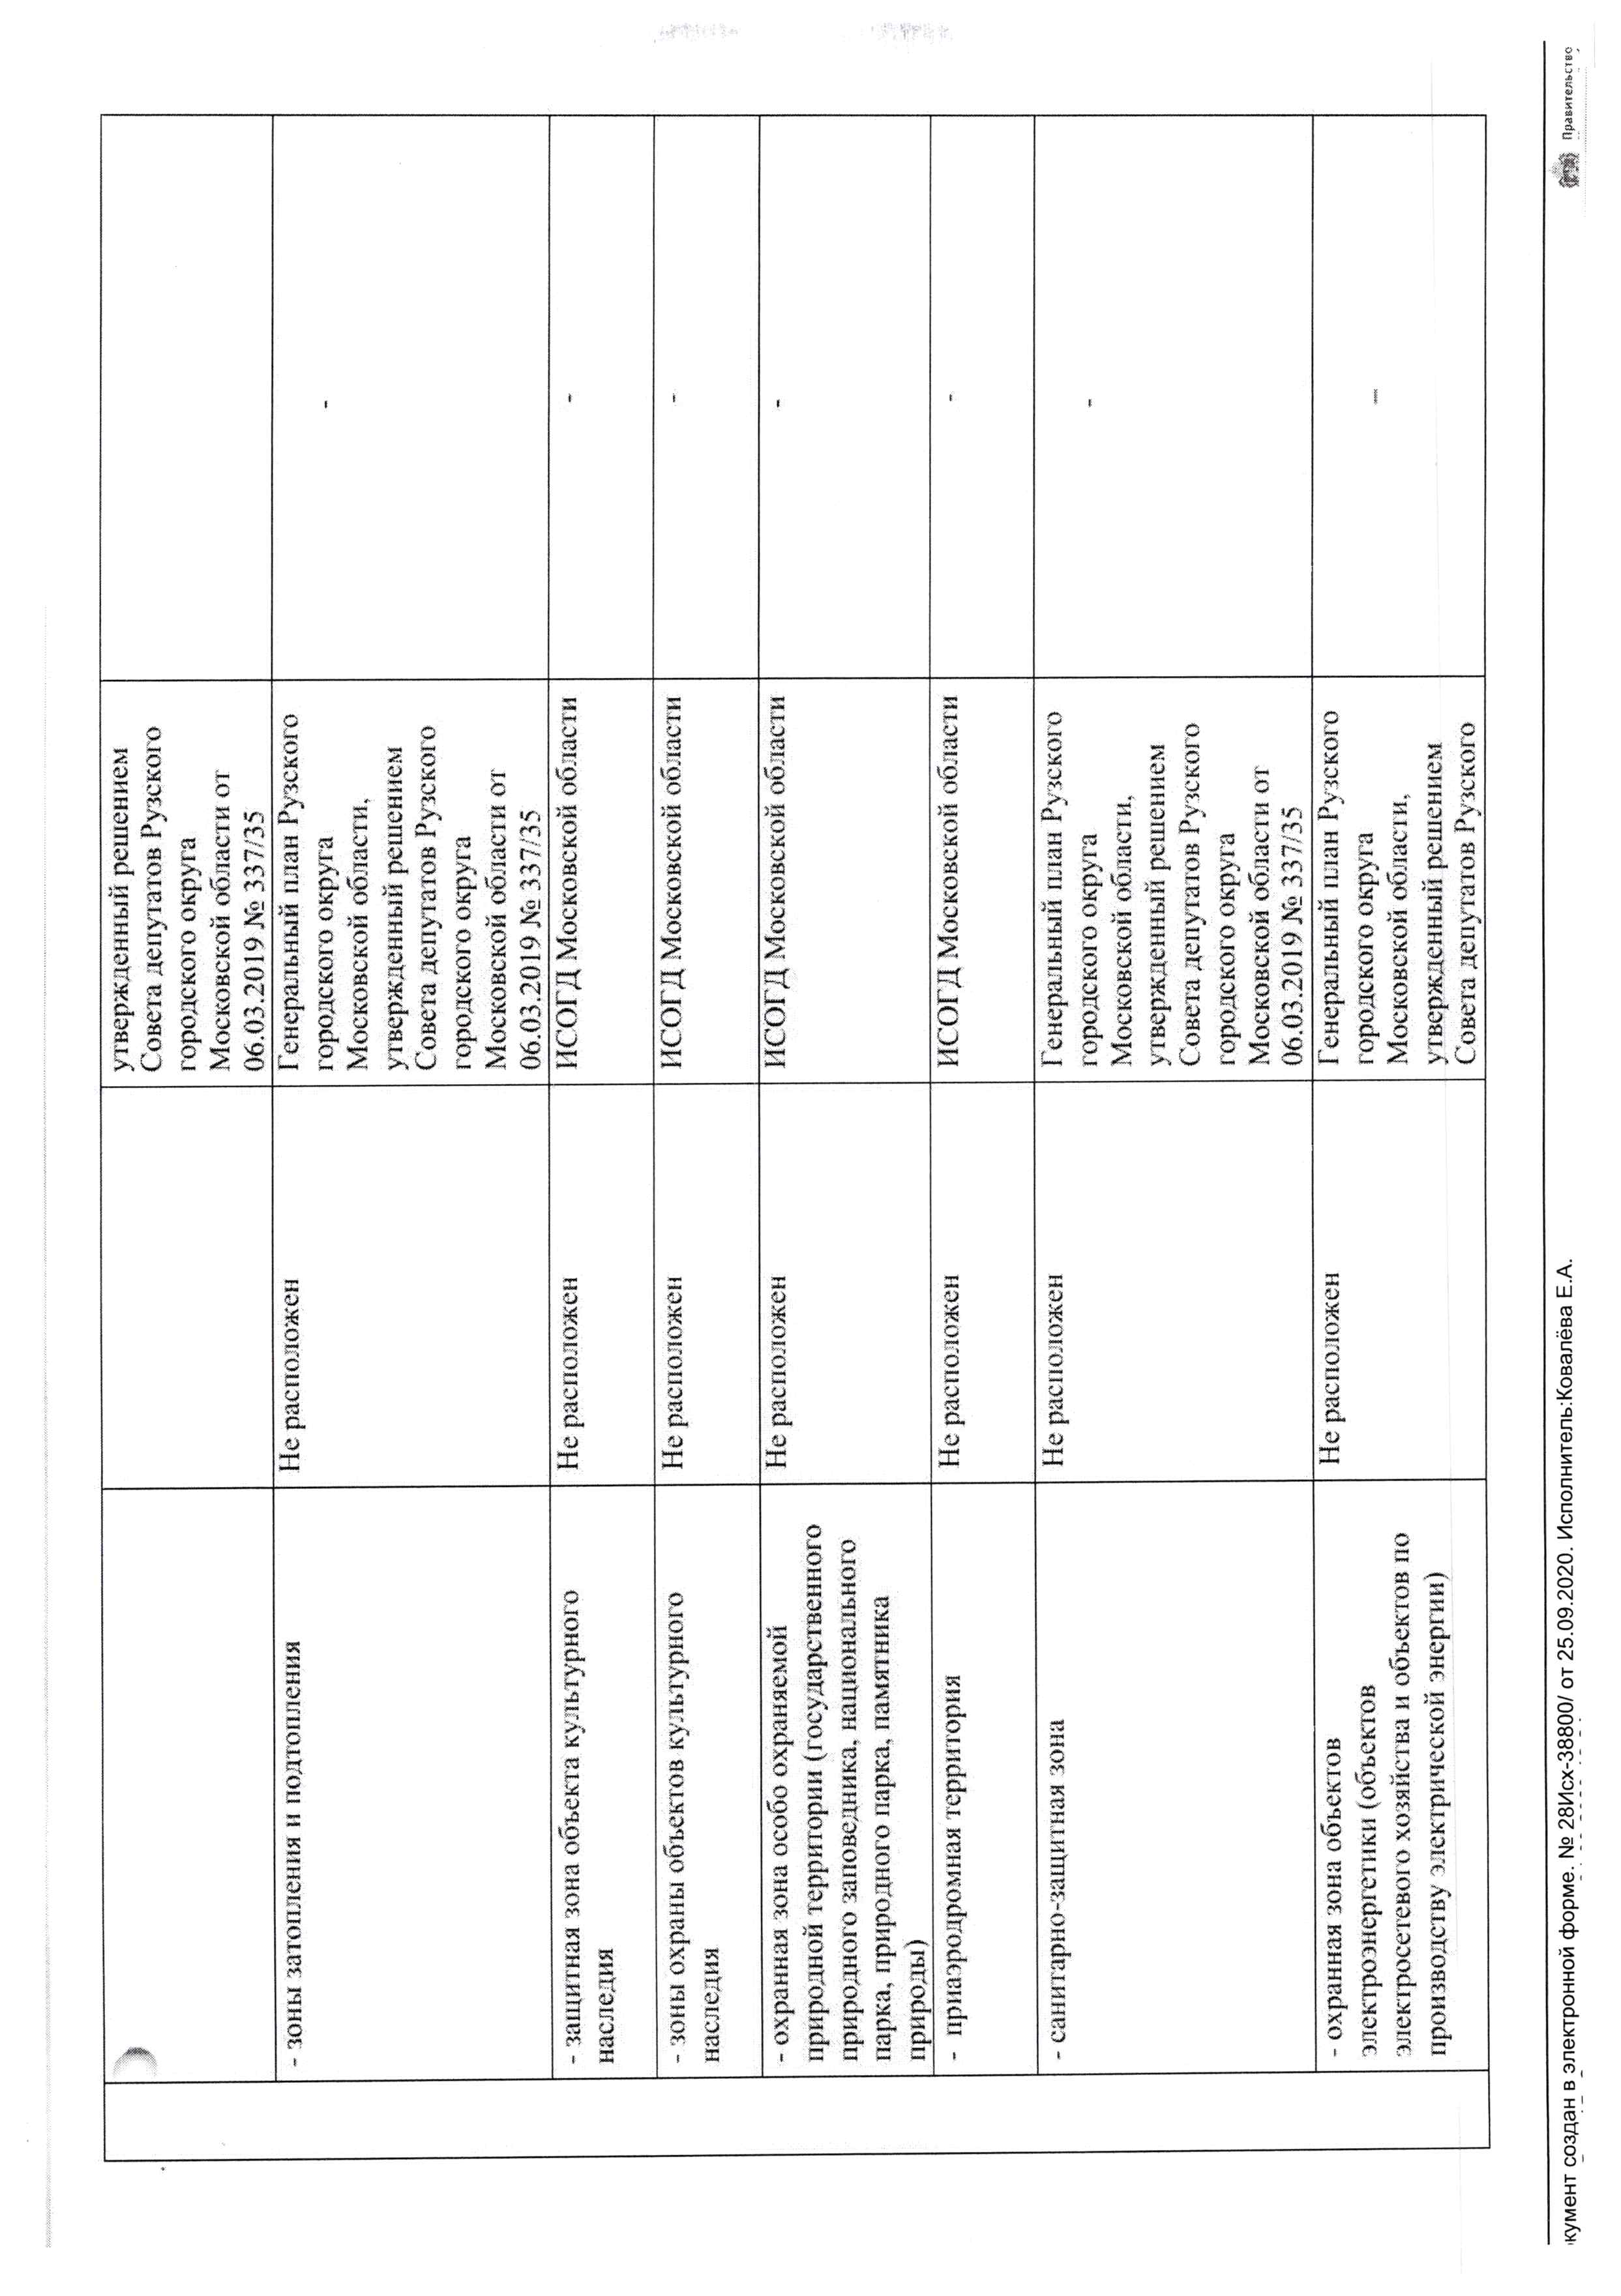 утвержденный решением
Совета депутатов Рузского
городского округа
Московской области от
06.03.2019 № 337/35
- зоны затопления и подтопления
Не расположен
Генеральный план Рузского
городского округа
Московской области,
утвержденный решением
Совета депутатов Рузского
городского округа
Московской области от
06.03.2019 № 337/35
-
- защитная зона объекта культурного
наследия
Не расположен
ИСОГД Московской области
-
- зоны охраны объектов культурного
наследия
Не расположен
ИСОГД Московской области
-
- охранная зона особо охраняемой
природной территории (государственного
природного заповедника, национального
парка, природного парка, памятника
природы)
Не расположен
ИСОГД Московской области
-
- приаэродромная территория
Не расположен
ИСОГД Московской области
-
- санитарно-защитная зона
Не расположен
Генеральный план Рузского
городского округа
Московской области,
утвержденный решением
Совета депутатов Рузского
городского округа
Московской области от
06.03.2019 № 337/35
-
- охранная зона объектов
электроэнергетики (объектов
электросетевого хозяйства и объектов по
производству электрической энергии)
Не расположен
Генеральный план Рузского
городского округа
Московской области,
утвержденный решением
Совета депутатов Рузского
-
кумент создан в электронной форме. № 28Исх-38800/ от 25.09.2020. Исполнитель:Ковалёва Е.А.
Правительство